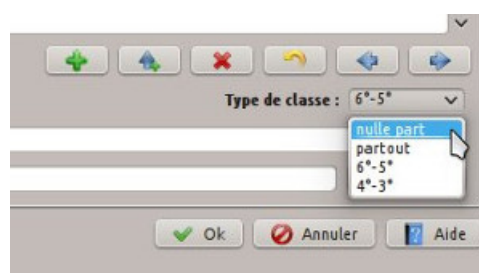 Type de classe : 6°-5°
nulle part
partout
6°-5°
4°-3°
Ok Annuler Aide